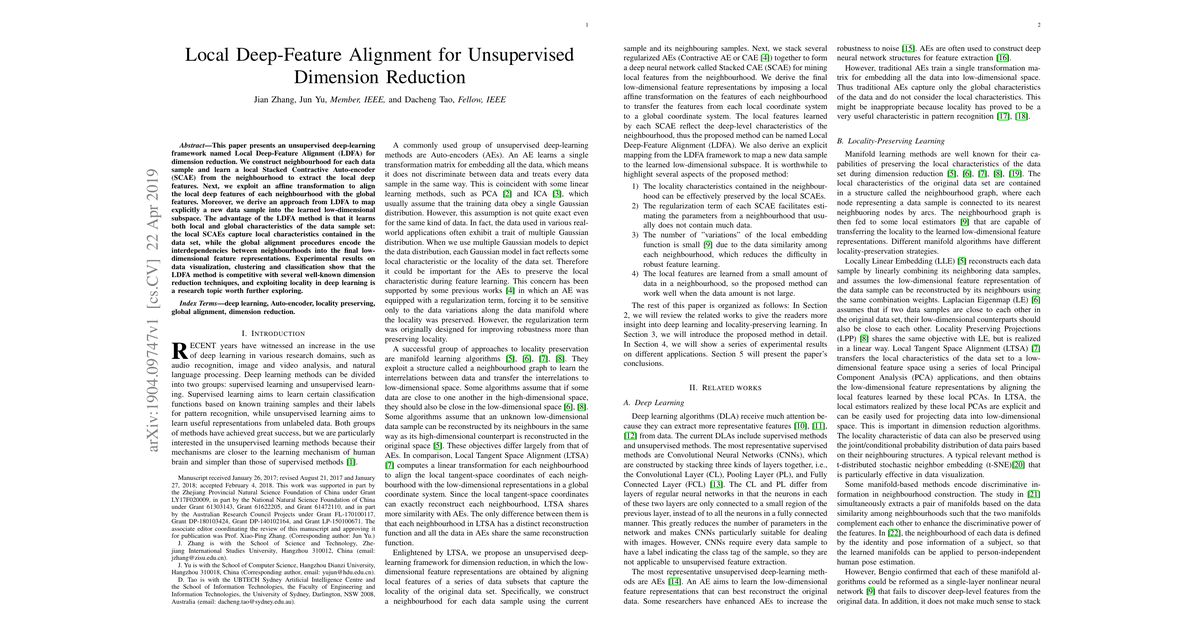 1
Local Deep-Feature Alignment for Unsupervised
Dimension Reduction
Jian Zhang, Jun Yu, Member, IEEE, and Dacheng Tao, Fellow, IEEE
arXiv:1904.09747v1 [cs.CV] 22 Apr 2019
Abstract—This paper presents an unsupervised deep-learning
framework named Local Deep-Feature Alignment (LDFA) for
dimension reduction. We construct neighbourhood for each data
sample and learn a local Stacked Contractive Auto-encoder
(SCAE) from the neighbourhood to extract the local deep
features. Next, we exploit an affine transformation to align
the local deep features of each neighbourhood with the global
features. Moreover, we derive an approach from LDFA to map
explicitly a new data sample into the learned low-dimensional
subspace. The advantage of the LDFA method is that it learns
both local and global characteristics of the data sample set:
the local SCAEs capture local characteristics contained in the
data set, while the global alignment procedures encode the
interdependencies between neighbourhoods into the final low-
dimensional feature representations. Experimental results on
data visualization, clustering and classification show that the
LDFA method is competitive with several well-known dimension
reduction techniques, and exploiting locality in deep learning is
a research topic worth further exploring.
Index Terms—deep learning, Auto-encoder, locality preserving,
global alignment, dimension reduction.
I. INTRODUCTION
RECENT years have witnessed an increase in the use
of deep learning in various research domains, such as
audio recognition, image and video analysis, and natural
language processing. Deep learning methods can be divided
into two groups: supervised learning and unsupervised learn-
ing. Supervised learning aims to learn certain classification
functions based on known training samples and their labels
for pattern recognition, while unsupervised learning aims to
learn useful representations from unlabeled data. Both groups
of methods have achieved great success, but we are particularly
interested in the unsupervised learning methods because their
mechanisms are closer to the learning mechanism of human
brain and simpler than those of supervised methods [1].
Manuscript received January 26, 2017; revised August 21, 2017 and January
27, 2018; accepted February 4, 2018. This work was supported in part by
the Zhejiang Provincial Natural Science Foundation of China under Grant
LY17F020009, in part by the National Natural Science Foundation of China
under Grant 61303143, Grant 61622205, and Grant 61472110, and in part
by the Australian Research Council Projects under Grant FL-170100117,
Grant DP-180103424, Grant DP-140102164, and Grant LP-150100671. The
associate editor coordinating the review of this manuscript and approving it
for publication was Prof. Xiao-Ping Zhang. (Corresponding author: Jun Yu.)
J. Zhang is with the School of Science and Technology, Zhe-
jiang International Studies University, Hangzhou 310012, China (email:
jrzhang@zisu.edu.cn).
J. Yu is with the School of Computer Science, Hangzhou Dianzi University,
Hangzhou 310018, China (Corresponding author, email: yujun@hdu.edu.cn).
D. Tao is with the UBTECH Sydney Artificial Intelligence Centre and
the School of Information Technologies, the Faculty of Engineering and
Information Technologies, the University of Sydney, Darlington, NSW 2008,
Australia (email: dacheng.tao@sydney.edu.au).
A commonly used group of unsupervised deep-learning
methods are Auto-encoders (AEs). An AE learns a single
transformation matrix for embedding all the data, which means
it does not discriminate between data and treats every data
sample in the same way. This is coincident with some linear
learning methods, such as PCA [2] and ICA [3], which
usually assume that the training data obey a single Gaussian
distribution. However, this assumption is not quite exact even
for the same kind of data. In fact, the data used in various real-
world applications often exhibit a trait of multiple Gaussian
distribution. When we use multiple Gaussian models to depict
the data distribution, each Gaussian model in fact reflects some
local characteristic or the locality of the data set. Therefore
it could be important for the AEs to preserve the local
characteristic during feature learning. This concern has been
supported by some previous works [4] in which an AE was
equipped with a regularization term, forcing it to be sensitive
only to the data variations along the data manifold where
the locality was preserved. However, the regularization term
was originally designed for improving robustness more than
preserving locality.
A successful group of approaches to locality preservation
are manifold learning algorithms [5], [6], [7], [8]. They
exploit a structure called a neighbourhood graph to learn the
interrelations between data and transfer the interrelations to
low-dimensional space. Some algorithms assume that if some
data are close to one another in the high-dimensional space,
they should also be close in the low-dimensional space [6], [8].
Some algorithms assume that an unknown low-dimensional
data sample can be reconstructed by its neighbours in the same
way as its high-dimensional counterpart is reconstructed in the
original space [5]. These objectives differ largely from that of
AEs. In comparison, Local Tangent Space Alignment (LTSA)
[7] computes a linear transformation for each neighbourhood
to align the local tangent-space coordinates of each neigh-
bourhood with the low-dimensional representations in a global
coordinate system. Since the local tangent-space coordinates
can exactly reconstruct each neighbourhood, LTSA shares
more similarity with AEs. The only difference between them is
that each neighbourhood in LTSA has a distinct reconstruction
function and all the data in AEs share the same reconstruction
function.
Enlightened by LTSA, we propose an unsupervised deep-
learning framework for dimension reduction, in which the low-
dimensional feature representations are obtained by aligning
local features of a series of data subsets that capture the
locality of the original data set. Specifically, we construct
a neighbourhood for each data sample using the current
2
sample and its neighbouring samples. Next, we stack several
regularized AEs (Contractive AE or CAE [4]) together to form
a deep neural network called Stacked CAE (SCAE) for mining
local features from the neighbourhood. We derive the final
low-dimensional feature representations by imposing a local
affine transformation on the features of each neighbourhood
to transfer the features from each local coordinate system
to a global coordinate system. The local features learned
by each SCAE reflect the deep-level characteristics of the
neighbourhood, thus the proposed method can be named Local
Deep-Feature Alignment (LDFA). We also derive an explicit
mapping from the LDFA framework to map a new data sample
to the learned low-dimensional subspace. It is worthwhile to
highlight several aspects of the proposed method:
1) The locality characteristics contained in the neighbour-
hood can be effectively preserved by the local SCAEs.
2) The regularization term of each SCAE facilitates esti-
mating the parameters from a neighbourhood that usu-
ally does not contain much data.
3) The number of "variations" of the local embedding
function is small [9] due to the data similarity among
each neighbourhood, which reduces the difficulty in
robust feature learning.
4) The local features are learned from a small amount of
data in a neighbourhood, so the proposed method can
work well when the data amount is not large.
The rest of this paper is organized as follows: In Section
2, we will review the related works to give the readers more
insight into deep learning and locality-preserving learning. In
Section 3, we will introduce the proposed method in detail.
In Section 4, we will show a series of experimental results
on different applications. Section 5 will present the paper's
conclusions.
II. RELATED WORKS
A. Deep Learning
Deep learning algorithms (DLA) receive much attention be-
cause they can extract more representative features [10], [11],
[12] from data. The current DLAs include supervised methods
and unsupervised methods. The most representative supervised
methods are Convolutional Neural Networks (CNNs), which
are constructed by stacking three kinds of layers together, i.e.,
the Convolutional Layer (CL), Pooling Layer (PL), and Fully
Connected Layer (FCL) [13]. The CL and PL differ from
layers of regular neural networks in that the neurons in each
of these two layers are only connected to a small region of the
previous layer, instead of to all the neurons in a fully connected
manner. This greatly reduces the number of parameters in the
network and makes CNNs particularly suitable for dealing
with images. However, CNNs require every data sample to
have a label indicating the class tag of the sample, so they are
not applicable to unsupervised feature extraction.
The most representative unsupervised deep-learning meth-
ods are AEs [14]. An AE aims to learn the low-dimensional
feature representations that can best reconstruct the original
data. Some researchers have enhanced AEs to increase the
robustness to noise [15]. AEs are often used to construct deep
neural network structures for feature extraction [16].
However, traditional AEs train a single transformation ma-
trix for embedding all the data into low-dimensional space.
Thus traditional AEs capture only the global characteristics
of the data and do not consider the local characteristics. This
might be inappropriate because locality has proved to be a
very useful characteristic in pattern recognition [17], [18].
B. Locality-Preserving Learning
Manifold learning methods are well known for their ca-
pabilities of preserving the local characteristics of the data
set during dimension reduction [5], [6], [7], [8], [19]. The
local characteristics of the original data set are contained
in a structure called a neighbourhood graph, where each
node representing a data sample is connected to its nearest
neighbouring nodes by arcs. The neighbourhood graph is
then fed to some local estimators [9] that are capable of
transferring the locality to the learned low-dimensional feature
representations. Different manifold algorithms have different
locality-preservation strategies.
Locally Linear Embedding (LLE) [5] reconstructs each data
sample by linearly combining its neighboring data samples,
and assumes the low-dimensional feature representation of
the data sample can be reconstructed by its neighbours using
the same combination weights. Laplacian Eigenmap (LE) [6]
assumes that if two data samples are close to each other in the
original data set, their low-dimensional counterparts should
also be close to each other. Locality Preserving Projections
(LPP) [8] shares the same objective with LE, but is realized
in a linear way. Local Tangent Space Alignment (LTSA) [7]
transfers the local characteristics of the data set to a low-
dimensional feature space using a series of local Principal
Component Analysis (PCA) applications, and then obtains
the low-dimensional feature representations by aligning the
local features learned by these local PCAs. In LTSA, the
local estimators realized by these local PCAs are explicit and
can be easily used for projecting data into low-dimensional
space. This is important in dimension reduction algorithms.
The locality characteristic of data can also be preserved using
the joint/conditional probability distribution of data pairs based
on their neighbouring structures. A typical relevant method is
t-distributed stochastic neighbor embedding (t-SNE)[20] that
is particularly effective in data visualization.
Some manifold-based methods encode discriminative in-
formation in neighbourhood construction. The study in [21]
simultaneously extracts a pair of manifolds based on the data
similarity among neighbourhoods such that the two manifolds
complement each other to enhance the discriminative power of
the features. In [22], the neighbourhood of each data is defined
by the identity and pose information of a subject, so that
the learned manifolds can be applied to person-independent
human pose estimation.
However, Bengio confirmed that each of these manifold al-
gorithms could be reformed as a single-layer nonlinear neural
network [9] that fails to discover deep-level features from the
original data. In addition, it does not make much sense to stack